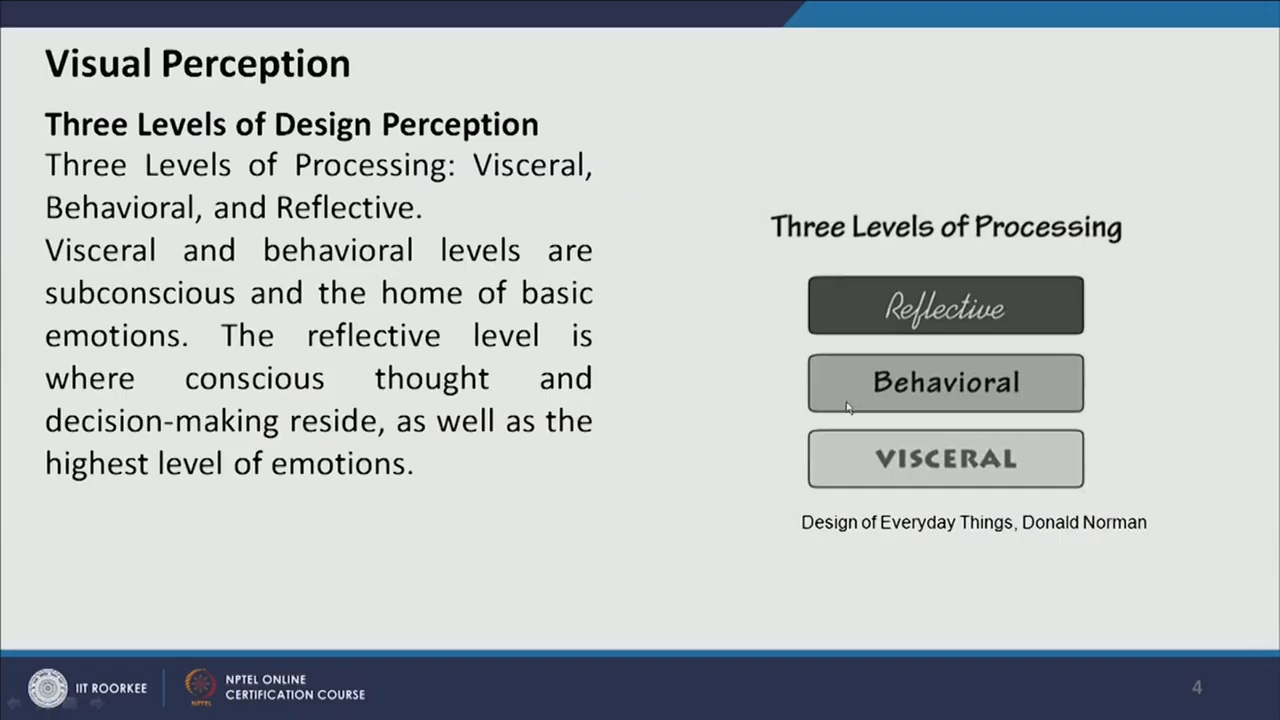 Visual Perception
Three Levels of Design Perception
Three Levels of Processing: Visceral,
Behavioral, and Reflective.
Visceral and behavioral levels are
subconscious and the home of basic
emotions. The reflective level is
where conscious thought and
decision-making reside, as well as the
highest level of emotions.
Three Levels of Processing
Reflective
Behavioral
VISCERAL
Design of Everyday Things, Donald Norman
IIT ROORKEE
NPTEL
NPTEL ONLINE
CERTIFICATION COURSE
4